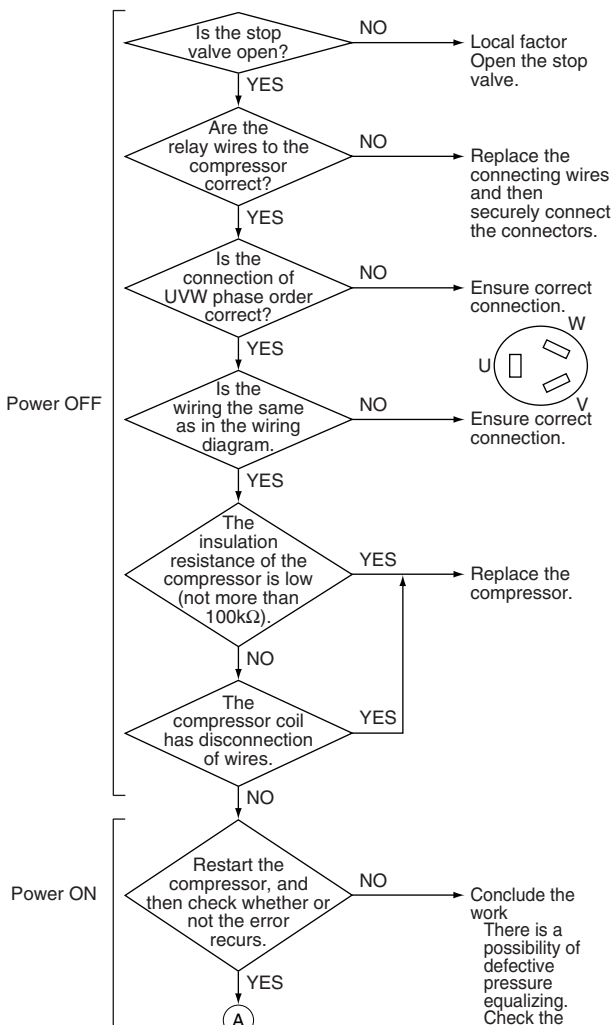 Is the stop
valve open?
NO
Local factor
Open the stop
valve.
YES
Are the
relay wires to the
compressor
correct?
NO
Replace the
connecting wires
and then
securely connect
the connectors.
YES
Is the
connection of
UVW phase order
correct?
NO
Ensure correct
connection.
W
U
V
YES
Power OFF
Is the
wiring the same
as in the wiring
diagram.
NO
Ensure correct
connection.
YES
The
insulation
resistance of the
compressor is low
(not more than
100kΩ).
YES
Replace the
compressor.
NO
The
compressor coil
has disconnection
of wires.
YES
NO
Power ON
Restart the
compressor, and
then check whether or
not the error
recurs.
NO
Conclude the
work
There is a
possibility of
defective
pressure
equalizing.
Check the
YES
A